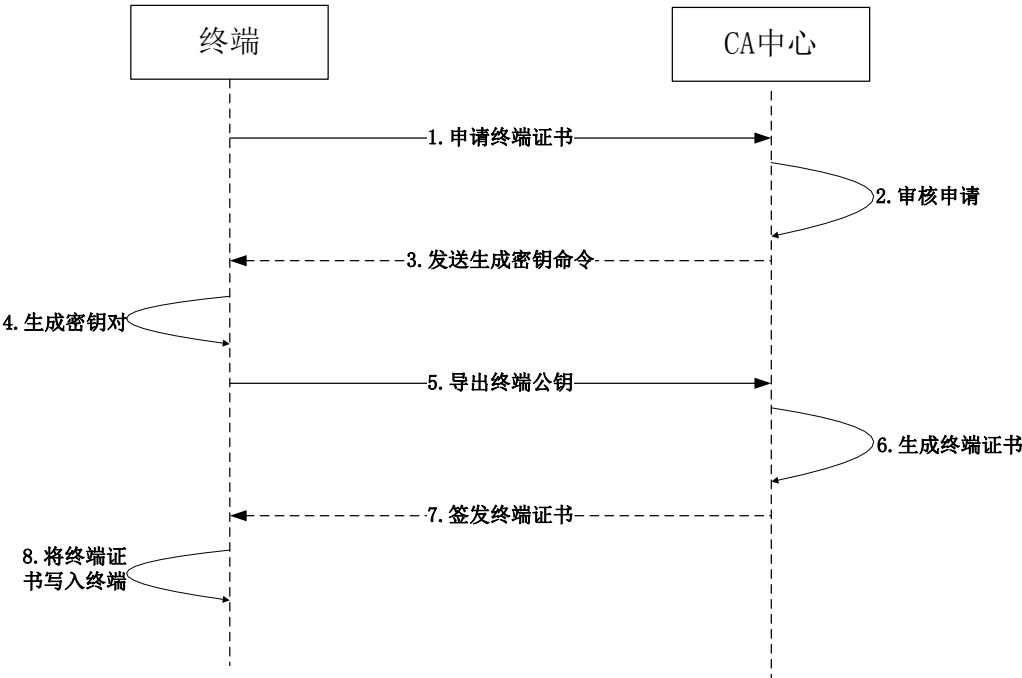 终端
CA中心
1.申请终端证书
2.审核申请
3.发送生成密钥命令
4.生成密钥对
5.导出终端公钥
6.生成终端证书
7.签发终端证书
8.将终端证
书写入终端